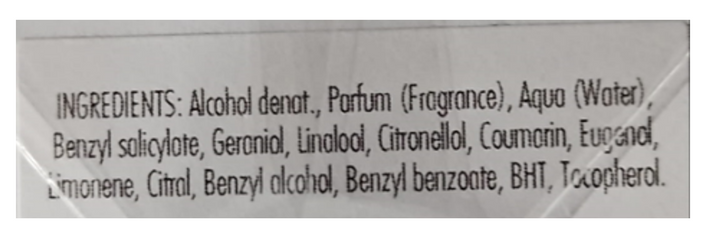 INGREDIENTS: Alcohol denat., Parfum (Fragrance), Aqua (Water),
Benzyl salicylate, Geraniol, Linalool, Citronellol, Coumarin, Eugenol,
Limonene, Citral, Benzyl alcohol, Benzyl benzoate, BHT, Tocopherol.